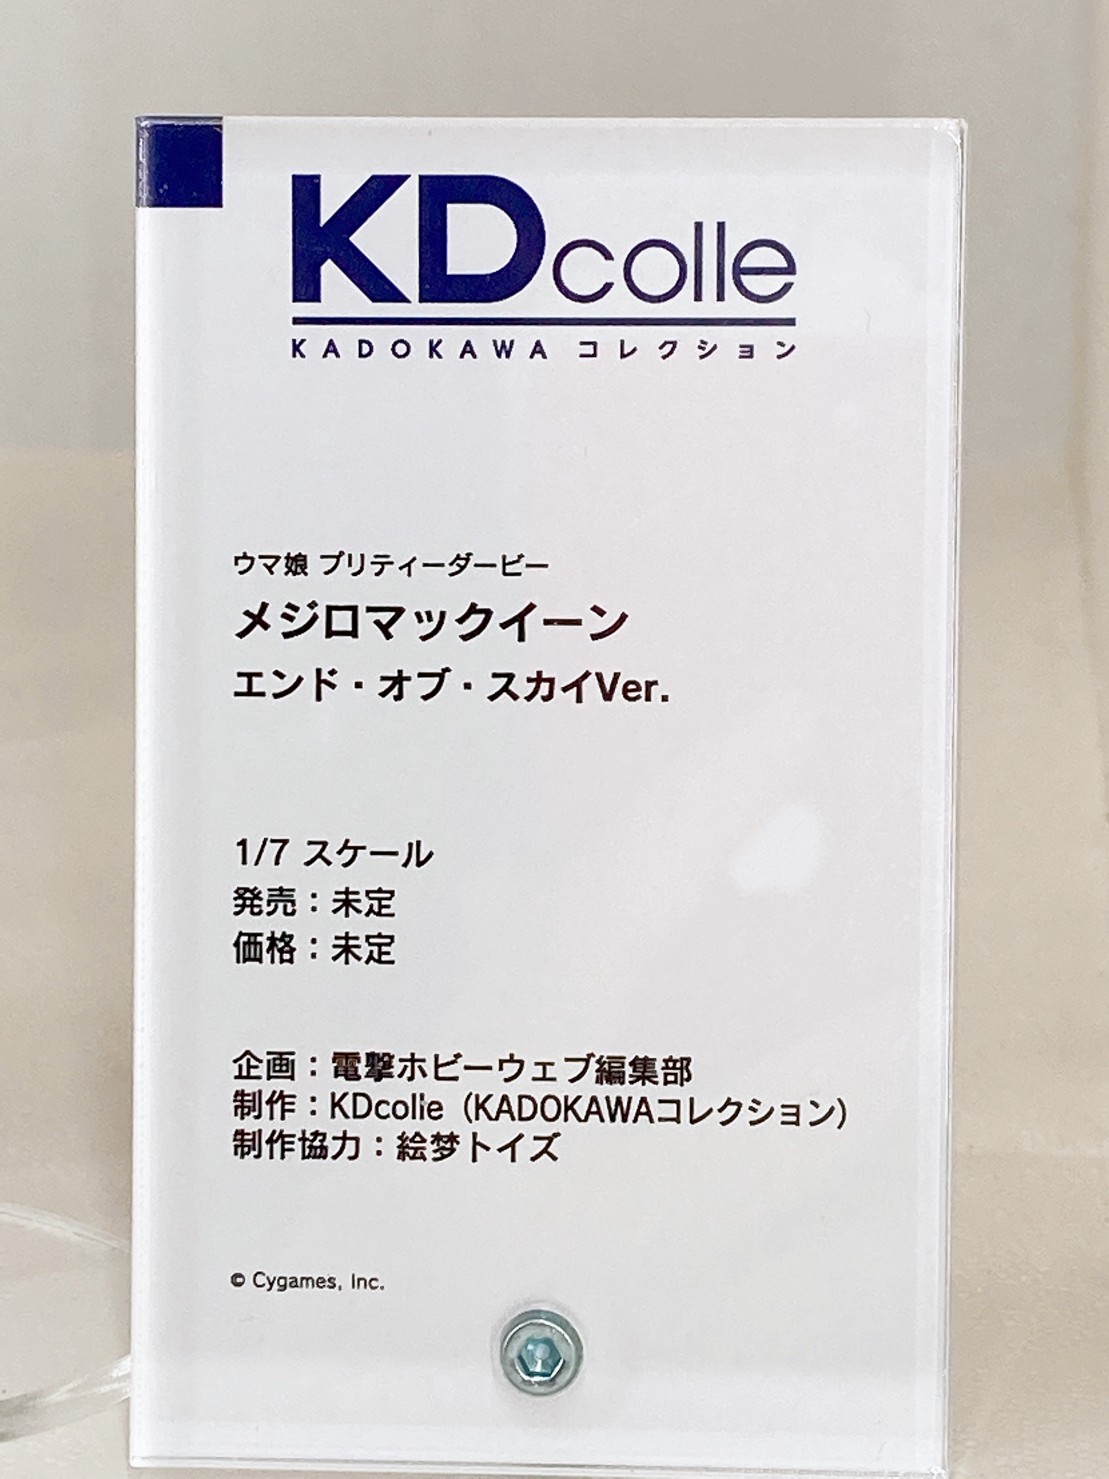 KDcolle
KADOKAWA コレクション
ウマ娘 プリティーダービー
メジロマックイーン
エンド・オブ・スカイVer.
1/7 スケール
発売：未定
価格：未定
企画：電撃ホビーウェブ編集部
制作：KDcolle（KADOKAWAコレクション）
制作協力：絵梦トイズ
© Cygames, Inc.